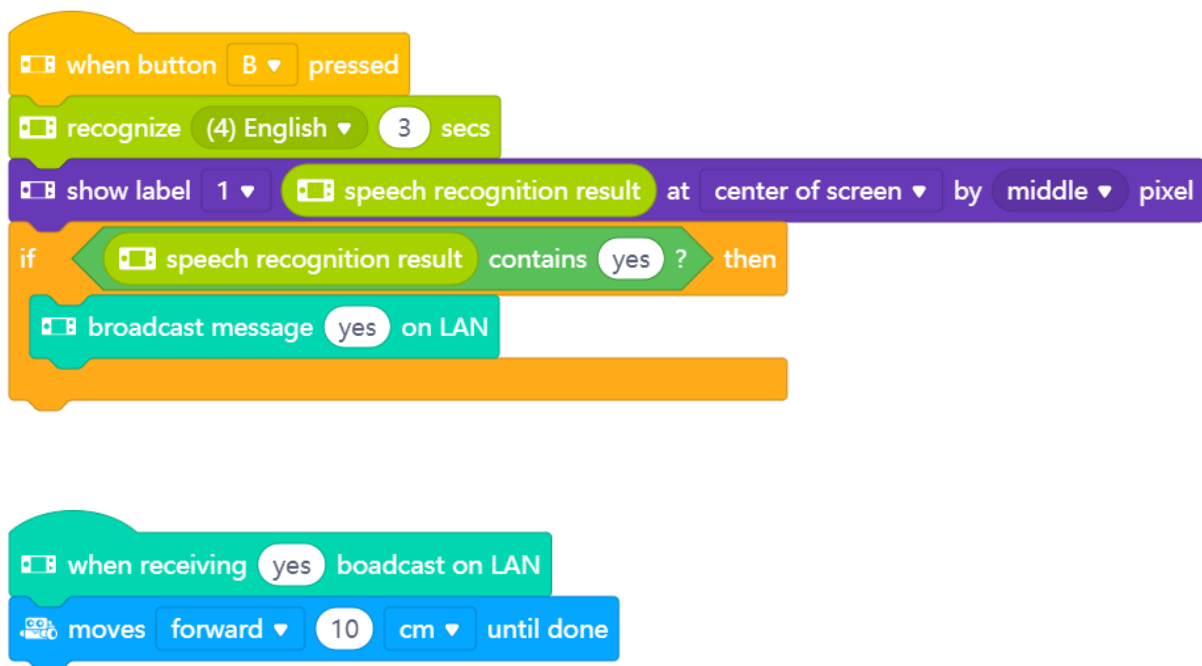 when button B pressed
recognize (4) English 3 secs
show label 1 speech recognition result at center of screen by middle pixel
if speech recognition result contains yes ? then
broadcast message yes on LAN
when receiving yes boadcast on LAN
moves forward 10 cm until done